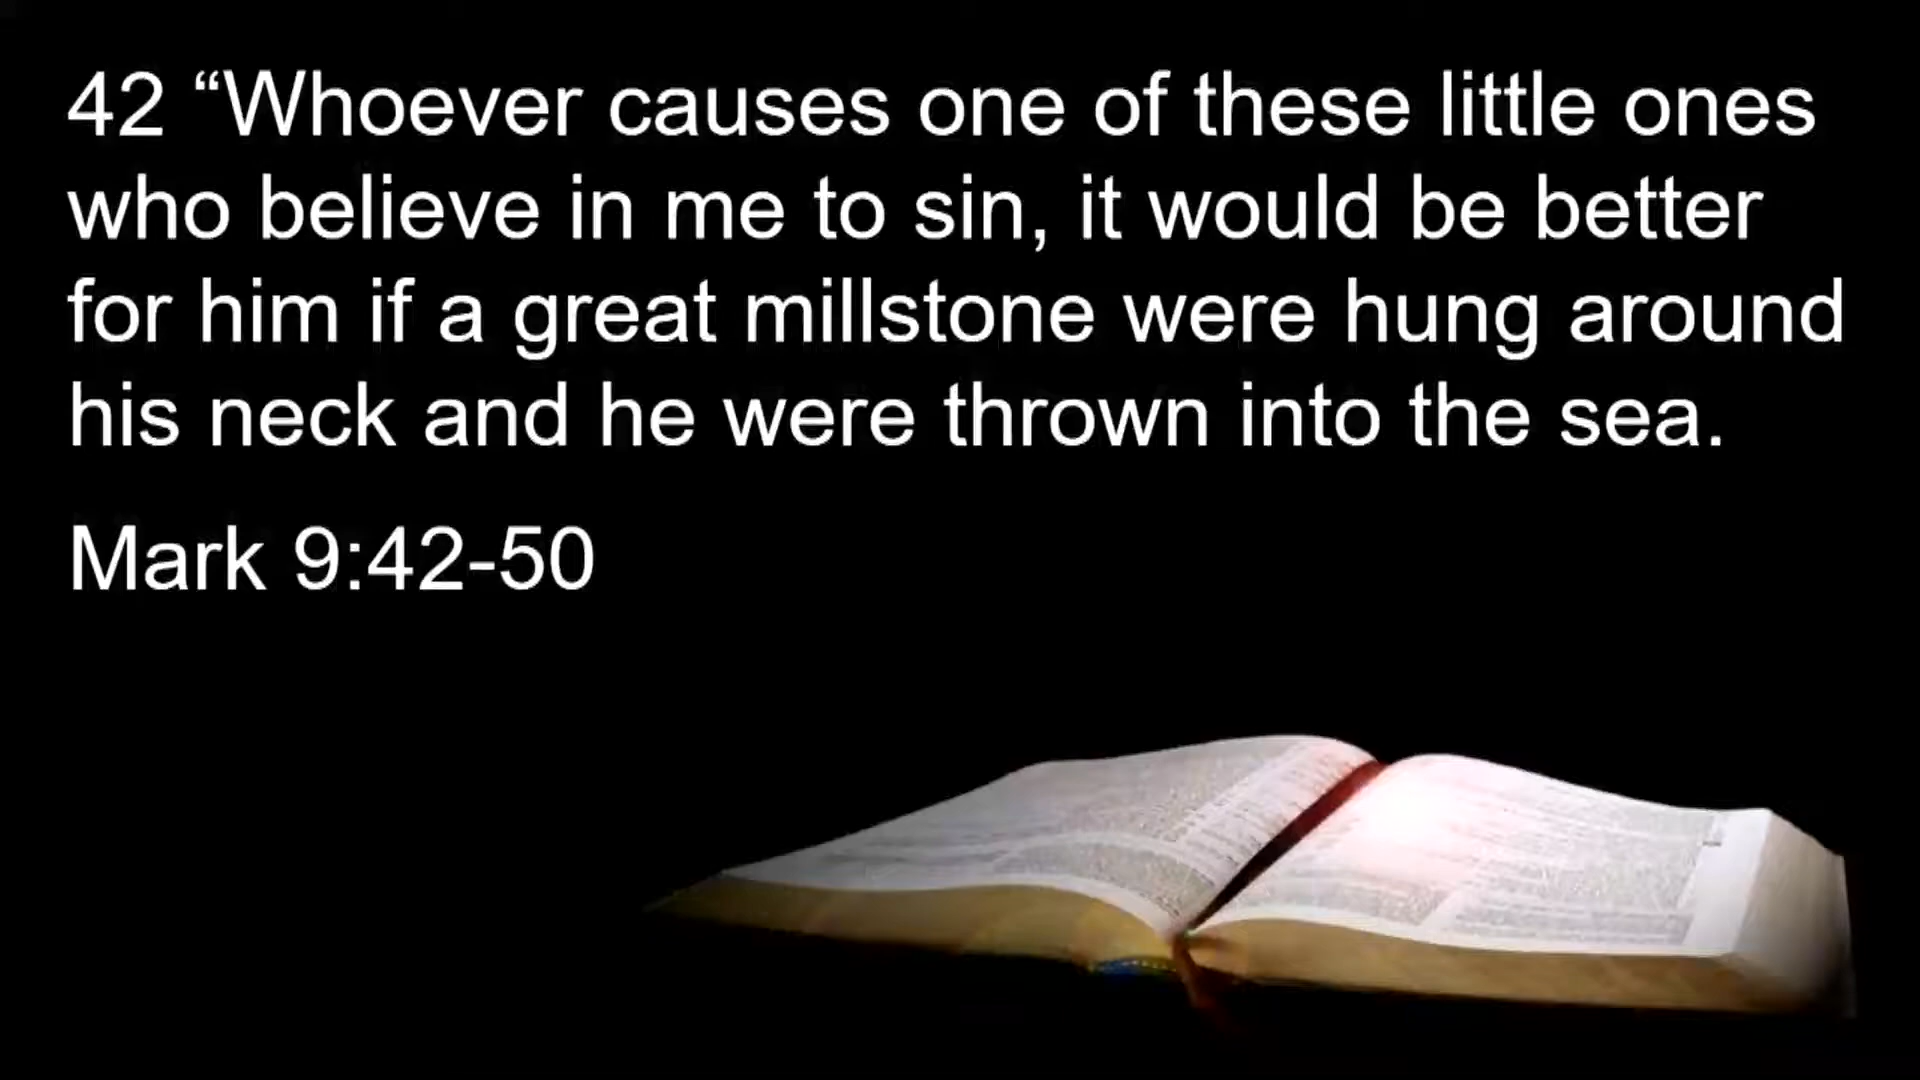 42 “Whoever causes one of these little ones
who believe in me to sin, it would be better
for him if a great millstone were hung around
his neck and he were thrown into the sea.
Mark 9:42-50